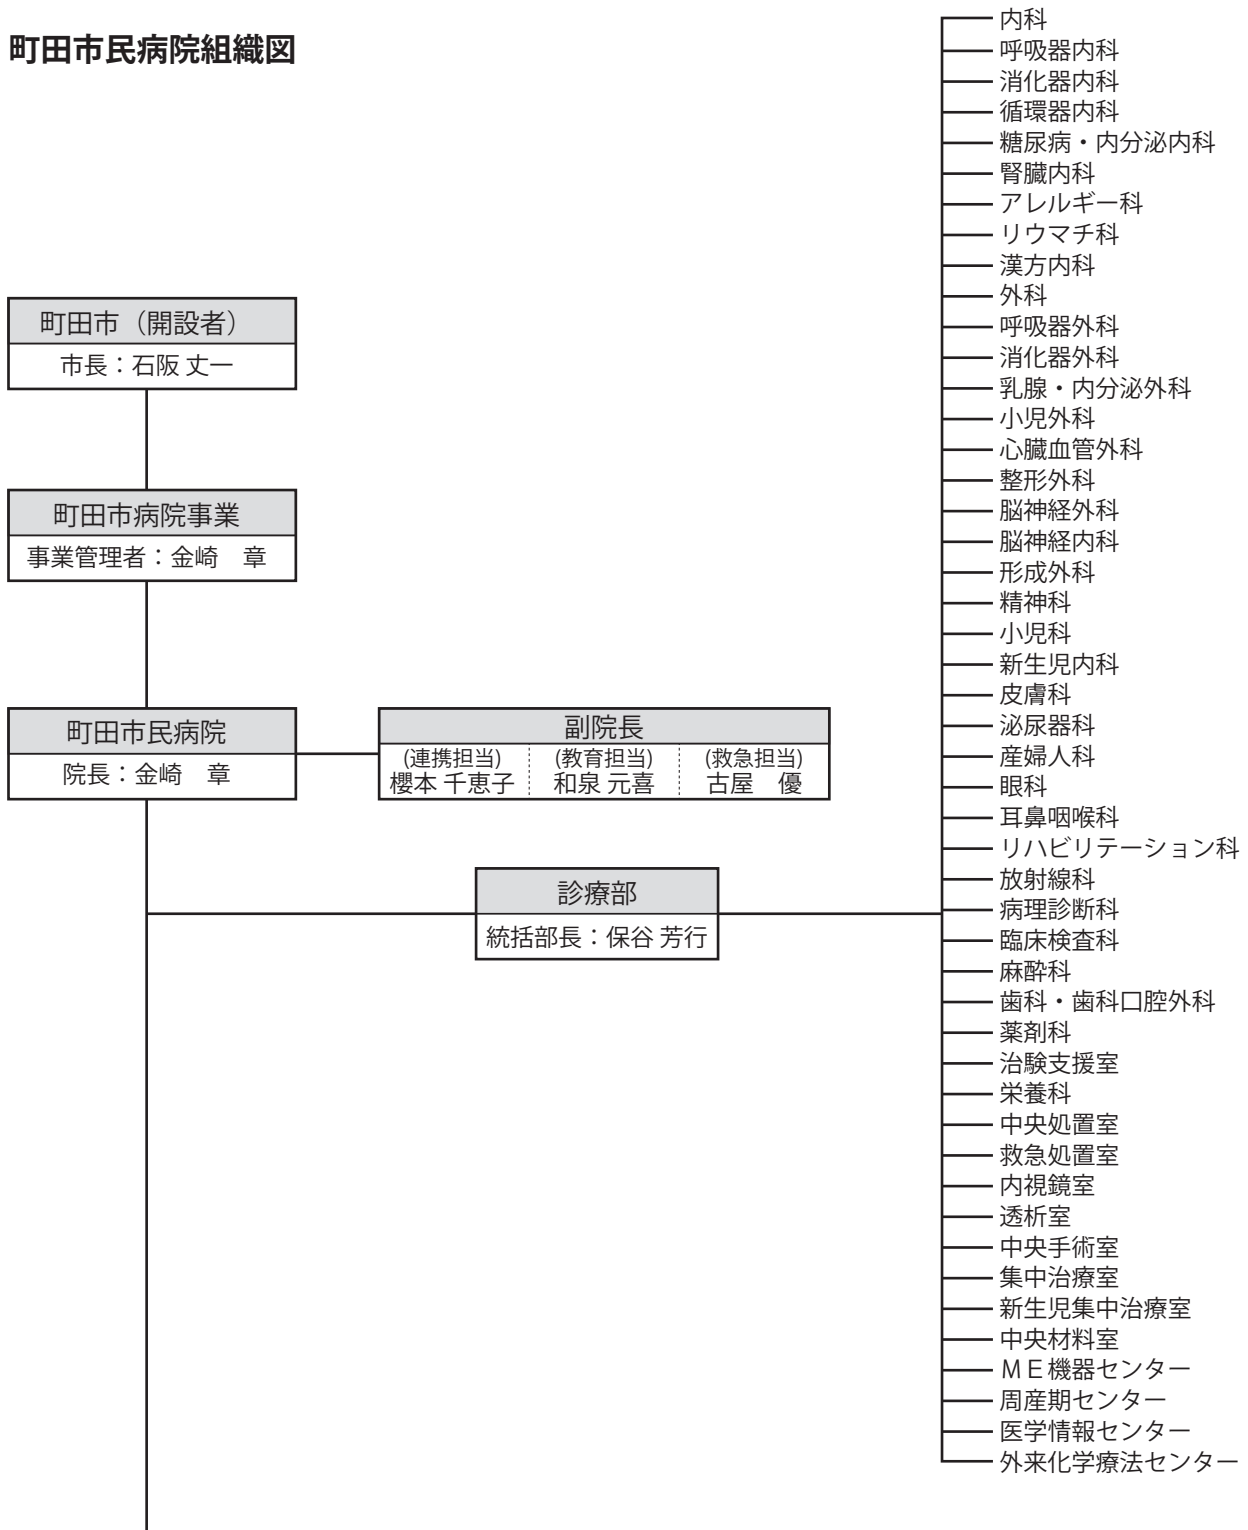 町田市民病院組織図
町田市（開設者）
市長：石阪 丈一
町田市病院事業
事業管理者：金崎　章
町田市民病院
院長：金崎　章
副院長
(連携担当)
櫻本 千恵子
(教育担当)
和泉 元喜
(救急担当)
古屋　優
診療部
統括部長：保谷 芳行
内科
呼吸器内科
消化器内科
循環器内科
糖尿病・内分泌内科
腎臓内科
アレルギー科
リウマチ科
漢方内科
外科
呼吸器外科
消化器外科
乳腺・内分泌外科
小児外科
心臓血管外科
整形外科
脳神経外科
脳神経内科
形成外科
精神科
小児科
新生児内科
皮膚科
泌尿器科
産婦人科
眼科
耳鼻咽喉科
リハビリテーション科
放射線科
病理診断科
臨床検査科
麻酔科
歯科・歯科口腔外科
薬剤科
治験支援室
栄養科
中央処置室
救急処置室
内視鏡室
透析室
中央手術室
集中治療室
新生児集中治療室
中央材料室
ＭＥ機器センター
周産期センター
医学情報センター
外来化学療法センター